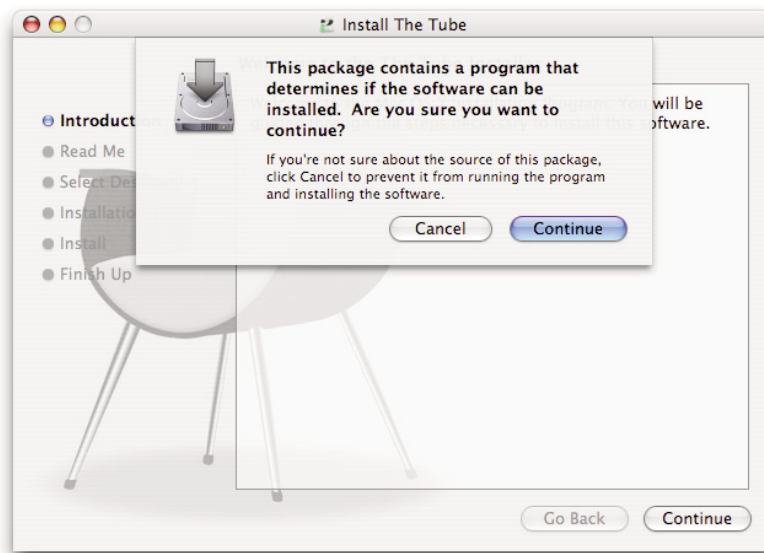 Install The Tube
This package contains a program that
determines if the software can be
installed. Are you sure you want to
continue?
If you're not sure about the source of this package,
click Cancel to prevent it from running the program
and installing the software.
Cancel
Continue
will be
software.
Introduct
Read Me
Select Des
Installatio
Install
Finish Up
Go Back
Continue